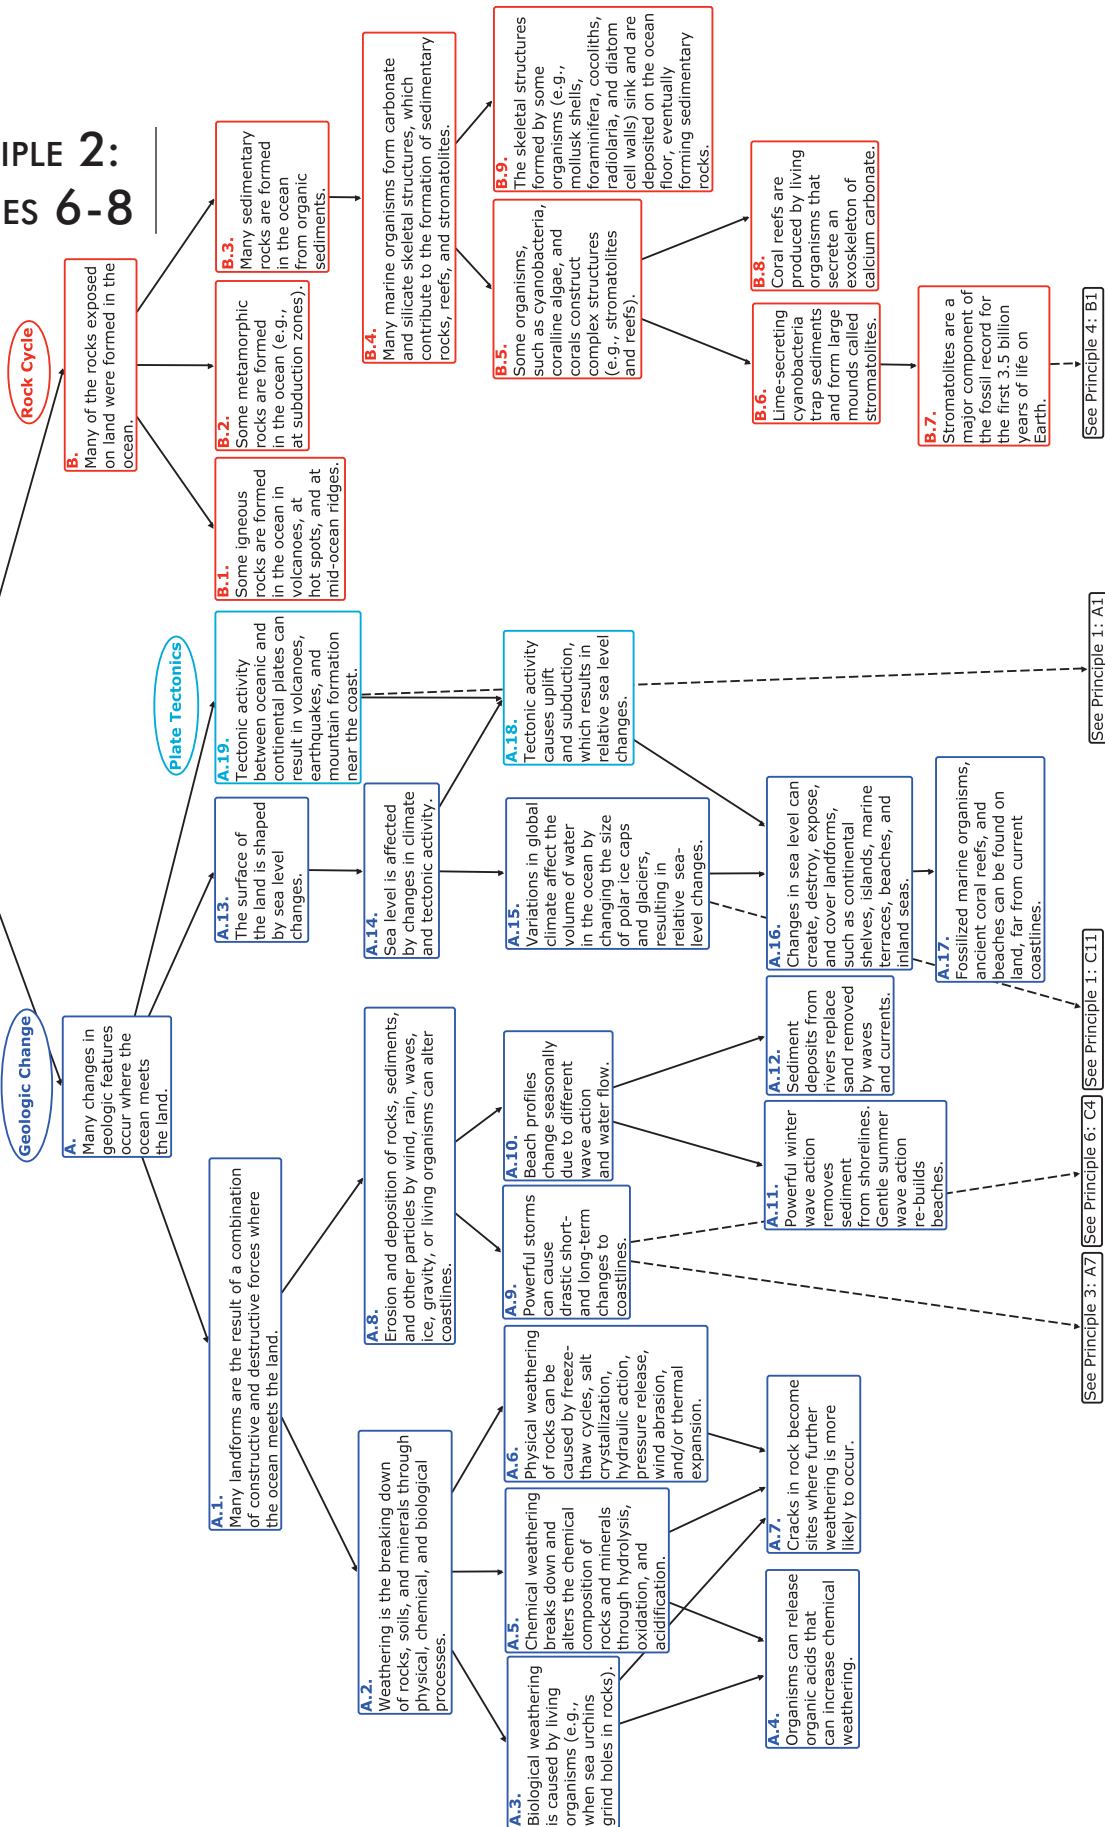 IPLE 2:
ES 6-8
Geologic Change
Plate Tectonics
Rock Cycle
A.
Many changes in
geologic features
occur where the
ocean meets
the land.
A.1.
Many landforms are the result of a combination
of constructive and destructive forces where
the ocean meets the land.
A.2.
Weathering is the breaking down
of rocks, soils, and minerals through
physical, chemical, and biological
processes.
A.3.
Biological weathering
is caused by living
organisms (e.g.,
when sea urchins
grind holes in rocks).
A.4.
Organisms can release
organic acids that
can increase chemical
weathering.
A.5.
Chemical weathering
breaks down and
alters the chemical
composition of
rocks and minerals
through hydrolysis,
oxidation, and
acidification.
A.6.
Physical weathering
of rocks can be
caused by freeze-
thaw cycles, salt
crystallization,
hydraulic action,
pressure release,
wind abrasion,
and/or thermal
expansion.
A.7.
Cracks in rock become
sites where further
weathering is more
likely to occur.
A.8.
Erosion and deposition of rocks, sediments,
and other particles by wind, rain, waves,
ice, gravity, or living organisms can alter
coastlines.
A.9.
Powerful storms
can cause
drastic short-
and long-term
changes to
coastlines.
A.10.
Beach profiles
change seasonally
due to different
wave action
and water flow.
A.11.
Powerful winter
wave action
removes
sediment
from shorelines.
Gentle summer
wave action
re-builds
beaches.
A.12.
Sediment
deposits from
rivers replace
sand removed
by waves
and currents.
A.13.
The surface of
the land is shaped
by sea level
changes.
A.14.
Sea level is affected
by changes in climate
and tectonic activity.
A.15.
Variations in global
climate affect the
volume of water
in the ocean by
changing the size
of polar ice caps
and glaciers,
resulting in
relative sea-
level changes.
A.16.
Changes in sea level can
create, destroy, expose,
and cover landforms,
such as continental
shelves, islands, marine
terraces, beaches, and
inland seas.
A.17.
Fossilized marine organisms,
ancient coral reefs, and
beaches can be found on
land, far from current
coastlines.
A.18.
Tectonic activity
causes uplift
and subduction,
which results in
relative sea level
changes.
A.19.
Tectonic activity
between oceanic and
continental plates can
result in volcanoes,
earthquakes, and
mountain formation
near the coast.
B.
Many of the rocks exposed
on land were formed in the
ocean.
B.1.
Some igneous
rocks are formed
in the ocean in
volcanoes, at
hot spots, and at
mid-ocean ridges.
B.2.
Some metamorphic
rocks are formed
in the ocean (e.g.,
at subduction zones).
B.3.
Many sedimentary
rocks are formed
in the ocean
from organic
sediments.
B.4.
Many marine organisms form carbonate
and silicate skeletal structures, which
contribute to the formation of sedimentary
rocks, reefs, and stromatolites.
B.5.
Some organisms,
such as cyanobacteria,
coralline algae, and
corals construct
complex structures
(e.g., stromatolites
and reefs).
B.6.
Lime-secreting
cyanobacteria
trap sediments
and form large
mounds called
stromatolites.
B.7.
Stromatolites are a
major component of
the fossil record for
the first 3.5 billion
years of life on
Earth.
B.8.
Coral reefs are
produced by living
organisms that
secrete an
exoskeleton of
calcium carbonate.
B.9.
The skeletal structures
formed by some
organisms (e.g.,
mollusk shells,
foraminifera, cocoliths,
radiolaria, and diatom
cell walls) sink and are
deposited on the ocean
floor, eventually
forming sedimentary
rocks.
See Principle 3: A7
See Principle 6: C4
See Principle 1: C11
See Principle 1: A1
See Principle 4: B1